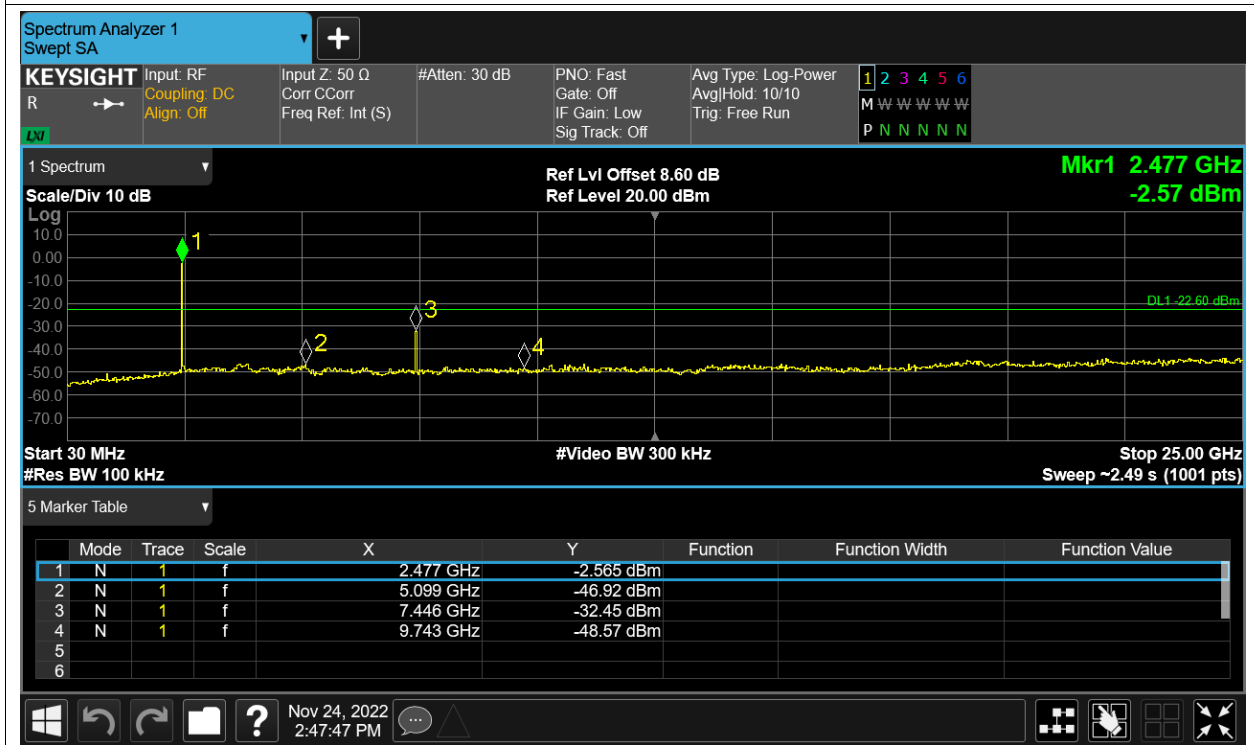 Spectrum Analyzer 1
Swept SA
+
KEYSIGHT Input: RF Input Z: 50 Ω #Atten: 30 dB PNO: Fast Avg Type: Log-Power 1 2 3 4 5 6
R Coupling: DC Corr CCorr Gate: Off Avg|Hold: 10/10 M W W W W W
Align: Off Freq Ref: Int (S) IF Gain: Low Trig: Free Run
LXI Sig Track: Off P N N N N N
1 Spectrum Ref Lvl Offset 8.60 dB Mkr1 2.477 GHz
Scale/Div 10 dB Ref Level 20.00 dBm -2.57 dBm
Log
10.0 1
0.00
-10.0
-20.0 DL1 -22.60 dBm
3
-30.0
-40.0 2 4
-50.0
-60.0
-70.0
Start 30 MHz #Video BW 300 kHz Stop 25.00 GHz
#Res BW 100 kHz Sweep ~2.49 s (1001 pts)
5 Marker Table
Mode Trace Scale X Y Function Function Width Function Value
1 N 1 f 2.477 GHz -2.565 dBm
2 N 1 f 5.099 GHz -46.92 dBm
3 N 1 f 7.446 GHz -32.45 dBm
4 N 1 f 9.743 GHz -48.57 dBm
5
6
? Nov 24, 2022
2:47:47 PM